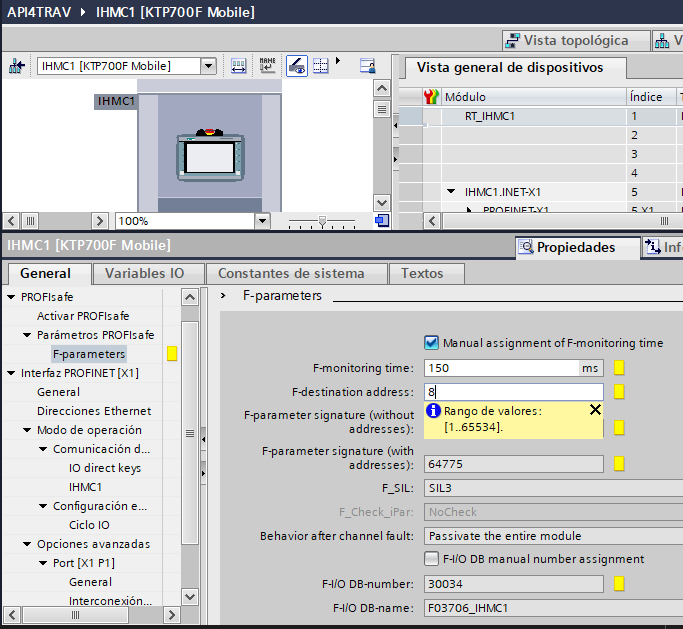 API4TRAV ▸ IHMC1 [KTP700F Mobile]
Vista topológica
V
IHMC1 [KTP700F Mobile]
Vista general de dispositivos
Módulo
Índice
IHMC1
RT_IHMC1
1
2
3
4
IHMC1.INET-X1
5
PROFINET-X1
5 X1
100%
IHMC1 [KTP700F Mobile]
Propiedades
Inf
General
Variables IO
Constantes de sistema
Textos
PROFIsafe
Activar PROFIsafe
Parámetros PROFIsafe
F-parameters
Interfaz PROFINET [X1]
General
Direcciones Ethernet
Modo de operación
Comunicación d...
IO direct keys
IHMC1
Configuración e...
Ciclo IO
Opciones avanzadas
Port [X1 P1]
General
Interconexión...
F-parameters
Manual assignment of F-monitoring time
F-monitoring time: 150 ms
F-destination address: 8
Rango de valores:
[1..65534].
F-parameter signature (without
addresses):
F-parameter signature (with
addresses): 64775
F_SIL: SIL3
F_Check_iPar: NoCheck
Behavior after channel fault: Passivate the entire module
F-I/O DB manual number assignment
F-I/O DB-number: 30034
F-I/O DB-name: F03706_IHMC1